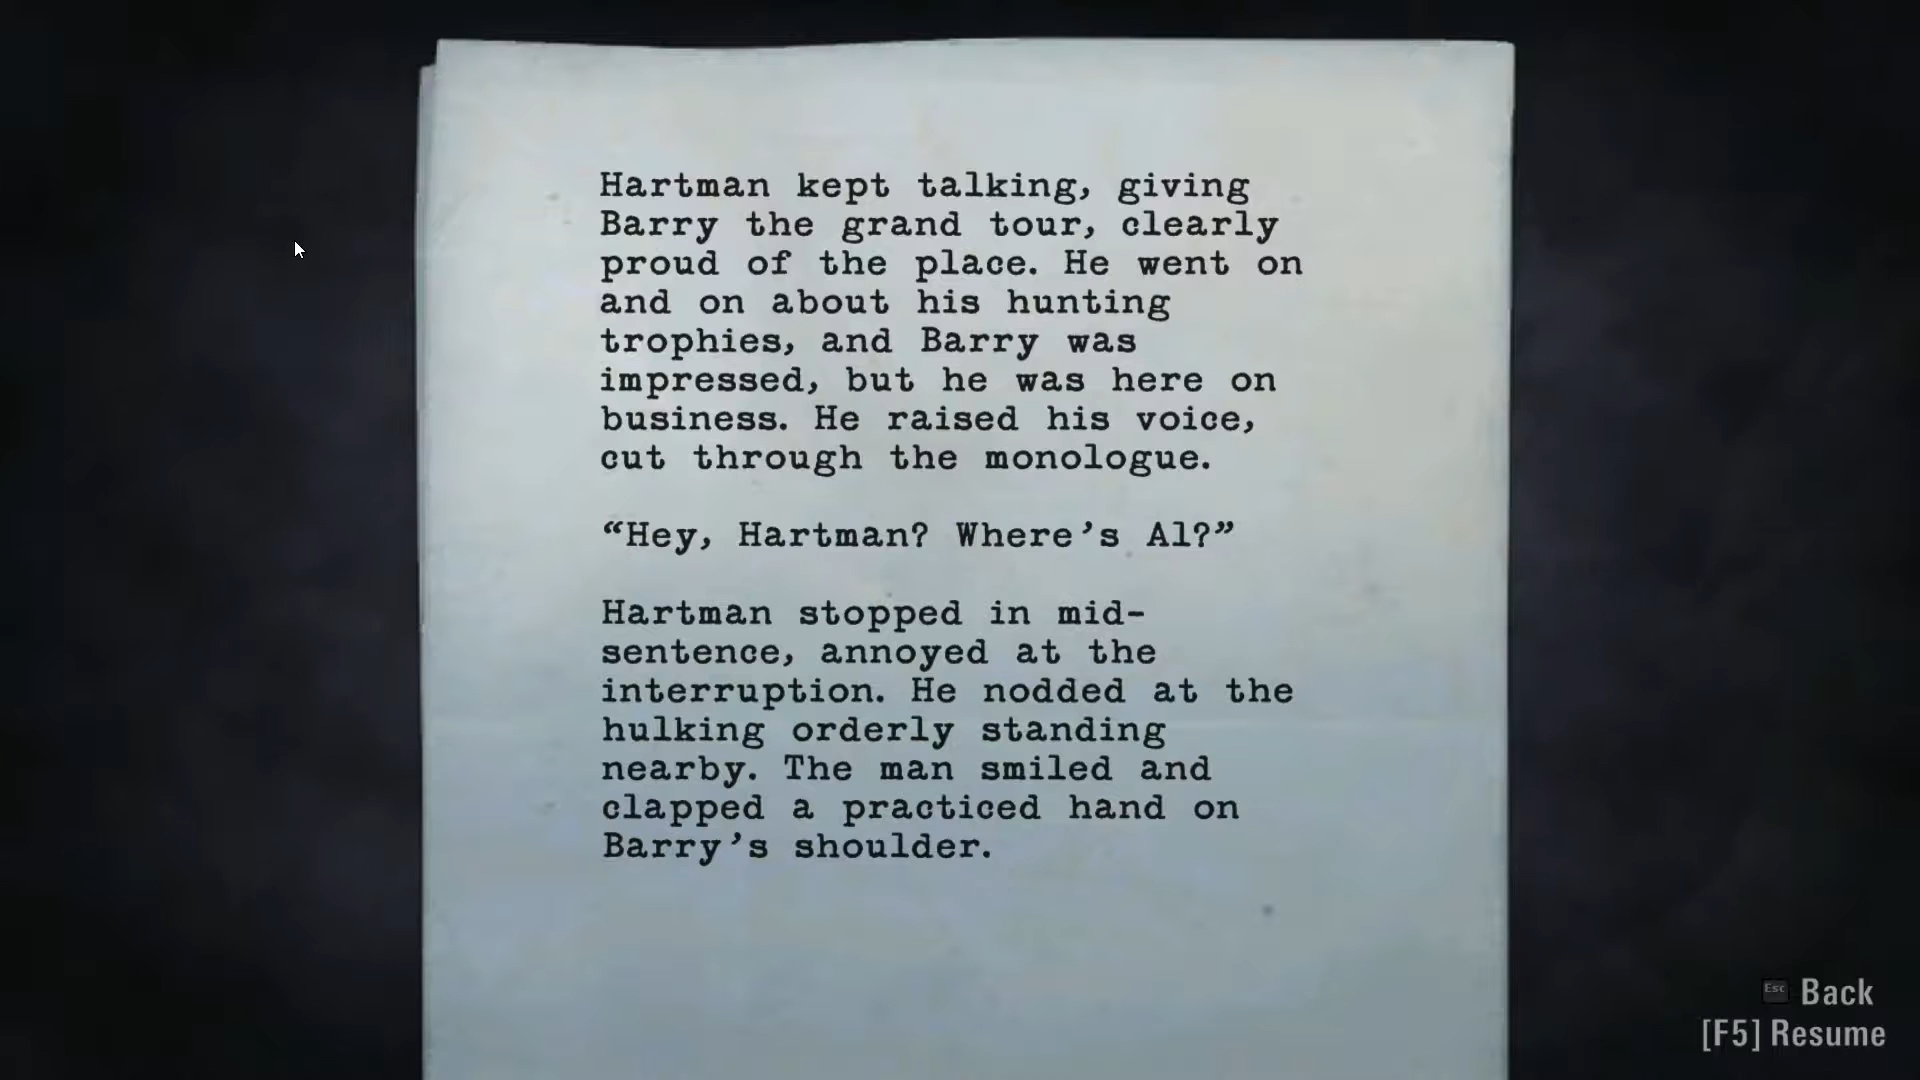 Hartman kept talking, giving
Barry the grand tour, clearly
proud of the place. He went on
and on about his hunting
trophies, and Barry was
impressed, but he was here on
business. He raised his voice,
cut through the monologue.
“Hey, Hartman? Where’s Al?”
Hartman stopped in mid-
sentence, annoyed at the
interruption. He nodded at the
hulking orderly standing
nearby. The man smiled and
clapped a practiced hand on
Barry’s shoulder.
Esc Back
[F5] Resume